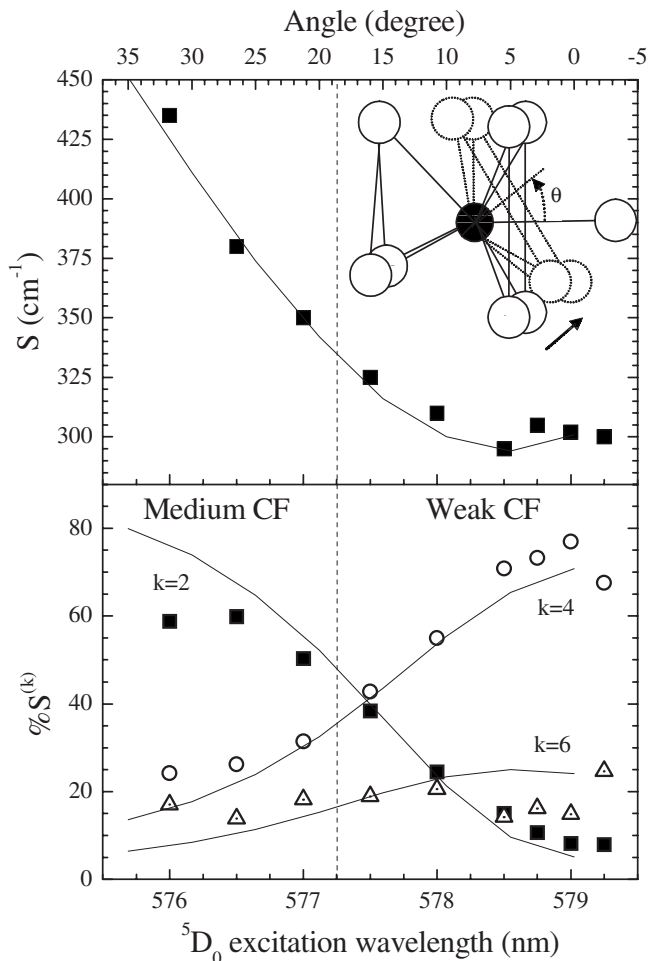 Angle (degree)
35 30 25 20 15 10 5 0 -5
450
425
400
375
350
325
300
S (cm⁻¹)
θ
Medium CF Weak CF
k=2
k=4
k=6
80
60
40
20
0
%S⁽ᵏ⁾
576 577 578 579
⁵D₀ excitation wavelength (nm)